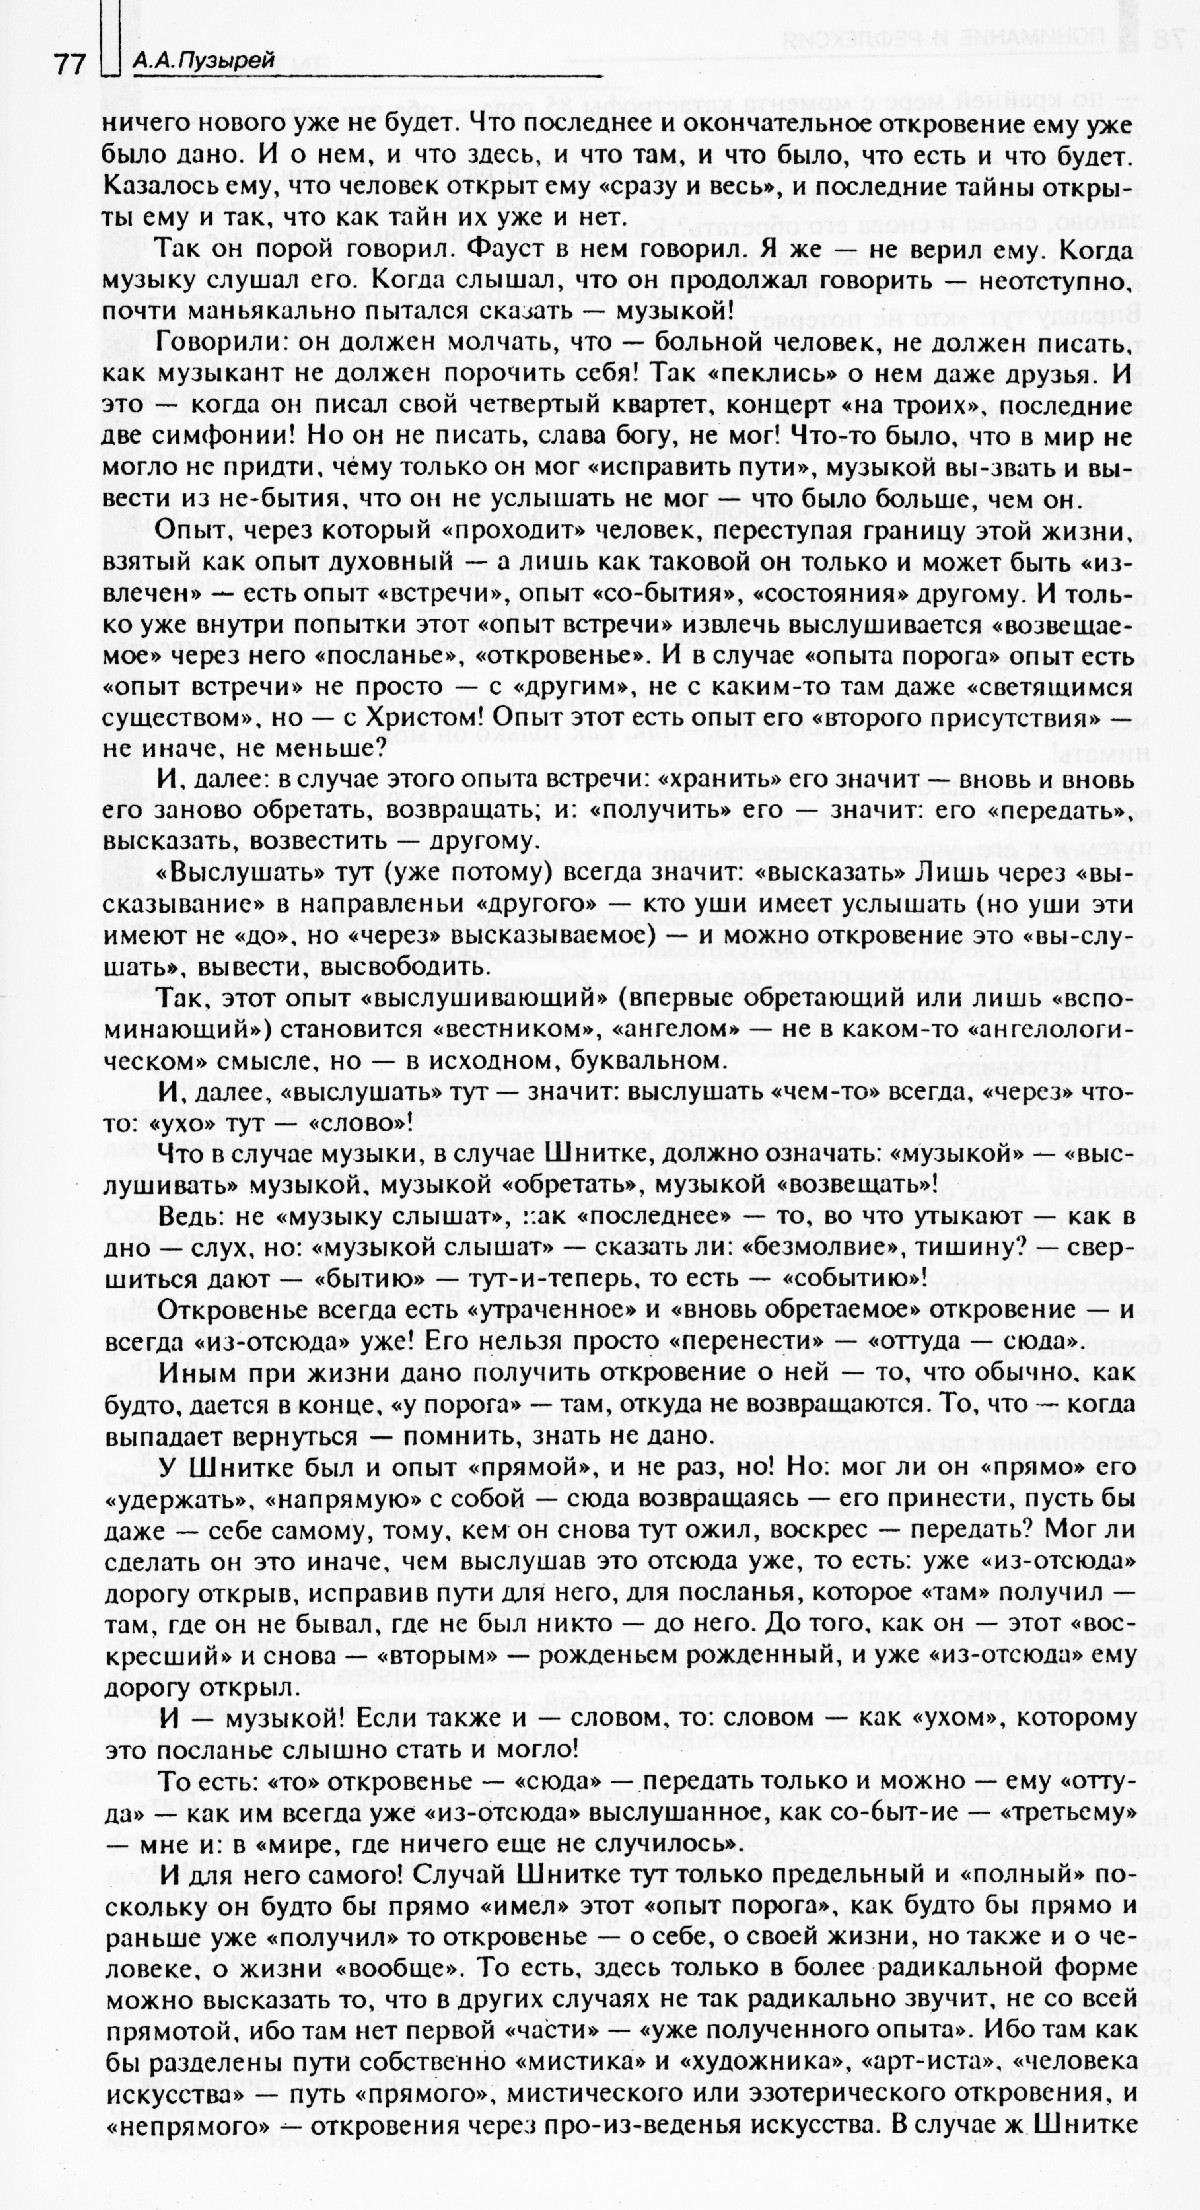 77
А.А.Пузырей
ничего нового уже не будет. Что последнее и окончательное откровение ему уже
было дано. И о нем, и что здесь, и что там, и что было, что есть и что будет.
Казалось ему, что человек открыт ему «сразу и весь», и последние тайны откры-
ты ему и так, что как тайн их уже и нет.
Так он порой говорил. Фауст в нем говорил. Я же — не верил ему. Когда
музыку слушал его. Когда слышал, что он продолжал говорить — неотступно,
почти маньякально пытался сказать — музыкой!
Говорили: он должен молчать, что — больной человек, не должен писать,
как музыкант не должен порочить себя! Так «пеклись» о нем даже друзья. И
это — когда он писал свой четвертый квартет, концерт «на троих», последние
две симфонии! Но он не писать, слава богу, не мог! Что-то было, что в мир не
могло не придти, чему только он мог «исправить пути», музыкой вы-звать и вы-
вести из не-бытия, что он не услышать не мог — что было больше, чем он.
Опыт, через который «проходит» человек, переступая границу этой жизни,
взятый как опыт духовный — а лишь как таковой он только и может быть «из-
влечен» — есть опыт «встречи», опыт «со-бытия», «состояния» другому. И толь-
ко уже внутри попытки этот «опыт встречи» извлечь выслушивается «возвещае-
мое» через него «посланье», «откровенье». И в случае «опыта порога» опыт есть
«опыт встречи» не просто — с «другим», не с каким-то там даже «светящимся
существом», но — с Христом! Опыт этот есть опыт его «второго присутствия» —
не иначе, не меньше?
И, далее: в случае этого опыта встречи: «хранить» его значит — вновь и вновь
его заново обретать, возвращать; и: «получить» его — значит: его «передать»,
высказать, возвестить — другому.
«Выслушать» тут (уже потому) всегда значит: «высказать» Лишь через «вы-
сказывание» в направленьи «другого» — кто уши имеет услышать (но уши эти
имеют не «до», но «через» высказываемое) — и можно откровение это «вы-слу-
шать», вывести, высвободить.
Так, этот опыт «выслушивающий» (впервые обретающий или лишь «вспо-
минающий») становится «вестником», «ангелом» — не в каком-то «ангелологи-
ческом» смысле, но — в исходном, буквальном.
И, далее, «выслушать» тут — значит: выслушать «чем-то» всегда, «через» что-
то: «ухо» тут — «слово»!
Что в случае музыки, в случае Шнитке, должно означать: «музыкой» — «выс-
лушивать» музыкой, музыкой «обретать», музыкой «возвещать»!
Ведь: не «музыку слышат», как «последнее» — то, во что утыкают — как в
дно — слух, но: «музыкой слышат» — сказать ли: «безмолвие», тишину? — свер-
шиться дают — «бытию» — тут-и-теперь, то есть — «событию»!
Откровенье всегда есть «утраченное» и «вновь обретаемое» откровение — и
всегда «из-отсюда» уже! Его нельзя просто «перенести» — «оттуда — сюда».
Иным при жизни дано получить откровение о ней — то, что обычно, как
будто, дается в конце, «у порога» — там, откуда не возвращаются. То, что — когда
выпадает вернуться — помнить, знать не дано.
У Шнитке был и опыт «прямой», и не раз, но! Но: мог ли он «прямо» его
«удержать», «напрямую» с собой — сюда возвращаясь — его принести, пусть бы
даже — себе самому, тому, кем он снова тут ожил, воскрес — передать? Мог ли
сделать он это иначе, чем выслушав это отсюда уже, то есть: уже «из-отсюда»
дорогу открыв, исправив пути для него, для посланья, которое «там» получил —
там, где он не бывал, где не был никто — до него. До того, как он — этот «вос-
кресший» и снова — «вторым» — рожденьем рожденный, и уже «из-отсюда» ему
дорогу открыл.
И — музыкой! Если также и — словом, то: словом — как «ухом», которому
это посланье слышно стать и могло!
То есть: «то» откровенье — «сюда» — передать только и можно — ему «отту-
да» — как им всегда уже «из-отсюда» выслушанное, как со-быт-ие — «третьему»
— мне и: в «мире, где ничего еще не случилось».
И для него самого! Случай Шнитке тут только предельный и «полный» по-
скольку он будто бы прямо «имел» этот «опыт порога», как будто бы прямо и
раньше уже «получил» то откровенье — о себе, о своей жизни, но также и о че-
ловеке, о жизни «вообще». То есть, здесь только в более радикальной форме
можно высказать то, что в других случаях не так радикально звучит, не со всей
прямотой, ибо там нет первой «части» — «уже полученного опыта». Ибо там как
бы разделены пути собственно «мистика» и «художника», «арт-иста», «человека
искусства» — путь «прямого», мистического или эзотерического откровения, и
«непрямого» — откровения через про-из-веденья искусства. В случае ж Шнитке